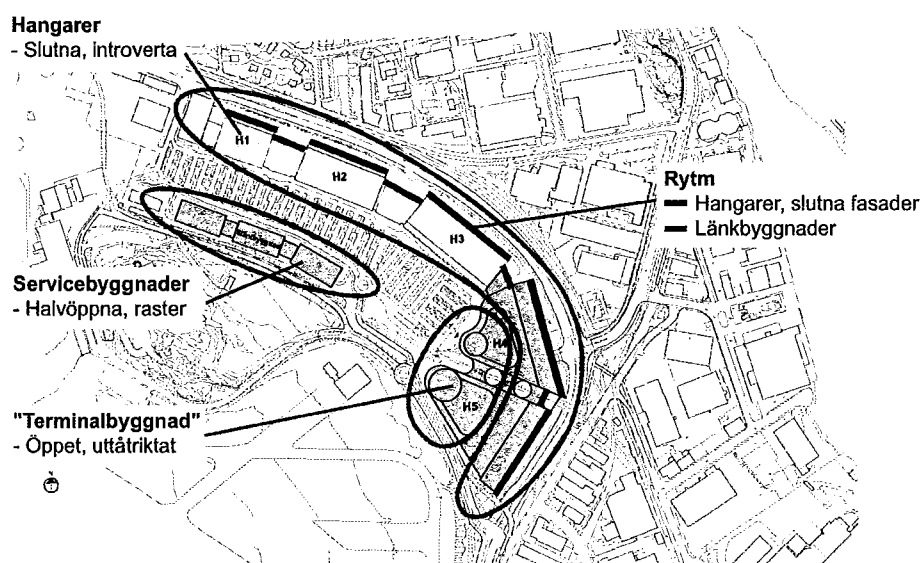 Hangarer
- Slutna, introverta
H1
H2
H3
Rytm
Hangarer, slutna fasader
Länkbyggnader
Servicebyggnader
- Halvöppna, raster
H4
"Terminalbyggnad"
- Öppet, uttåtriktat
H5